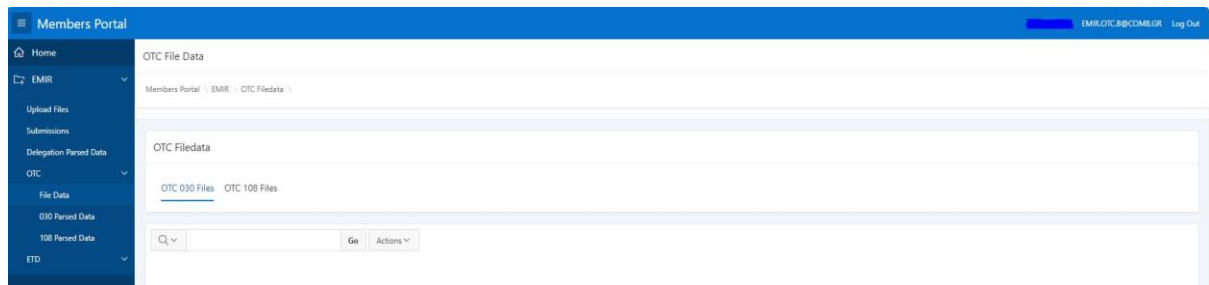 Members Portal
EMIR.OTC.B@COMB.GR Log Out
Home
EMIR
Upload Files
Submissions
Delegation Parsed Data
OTC
File Data
030 Parsed Data
108 Parsed Data
ETD
OTC File Data
Members Portal \ EMIR \ OTC Filedata \
OTC Filedata
OTC 030 Files OTC 108 Files
Go Actions